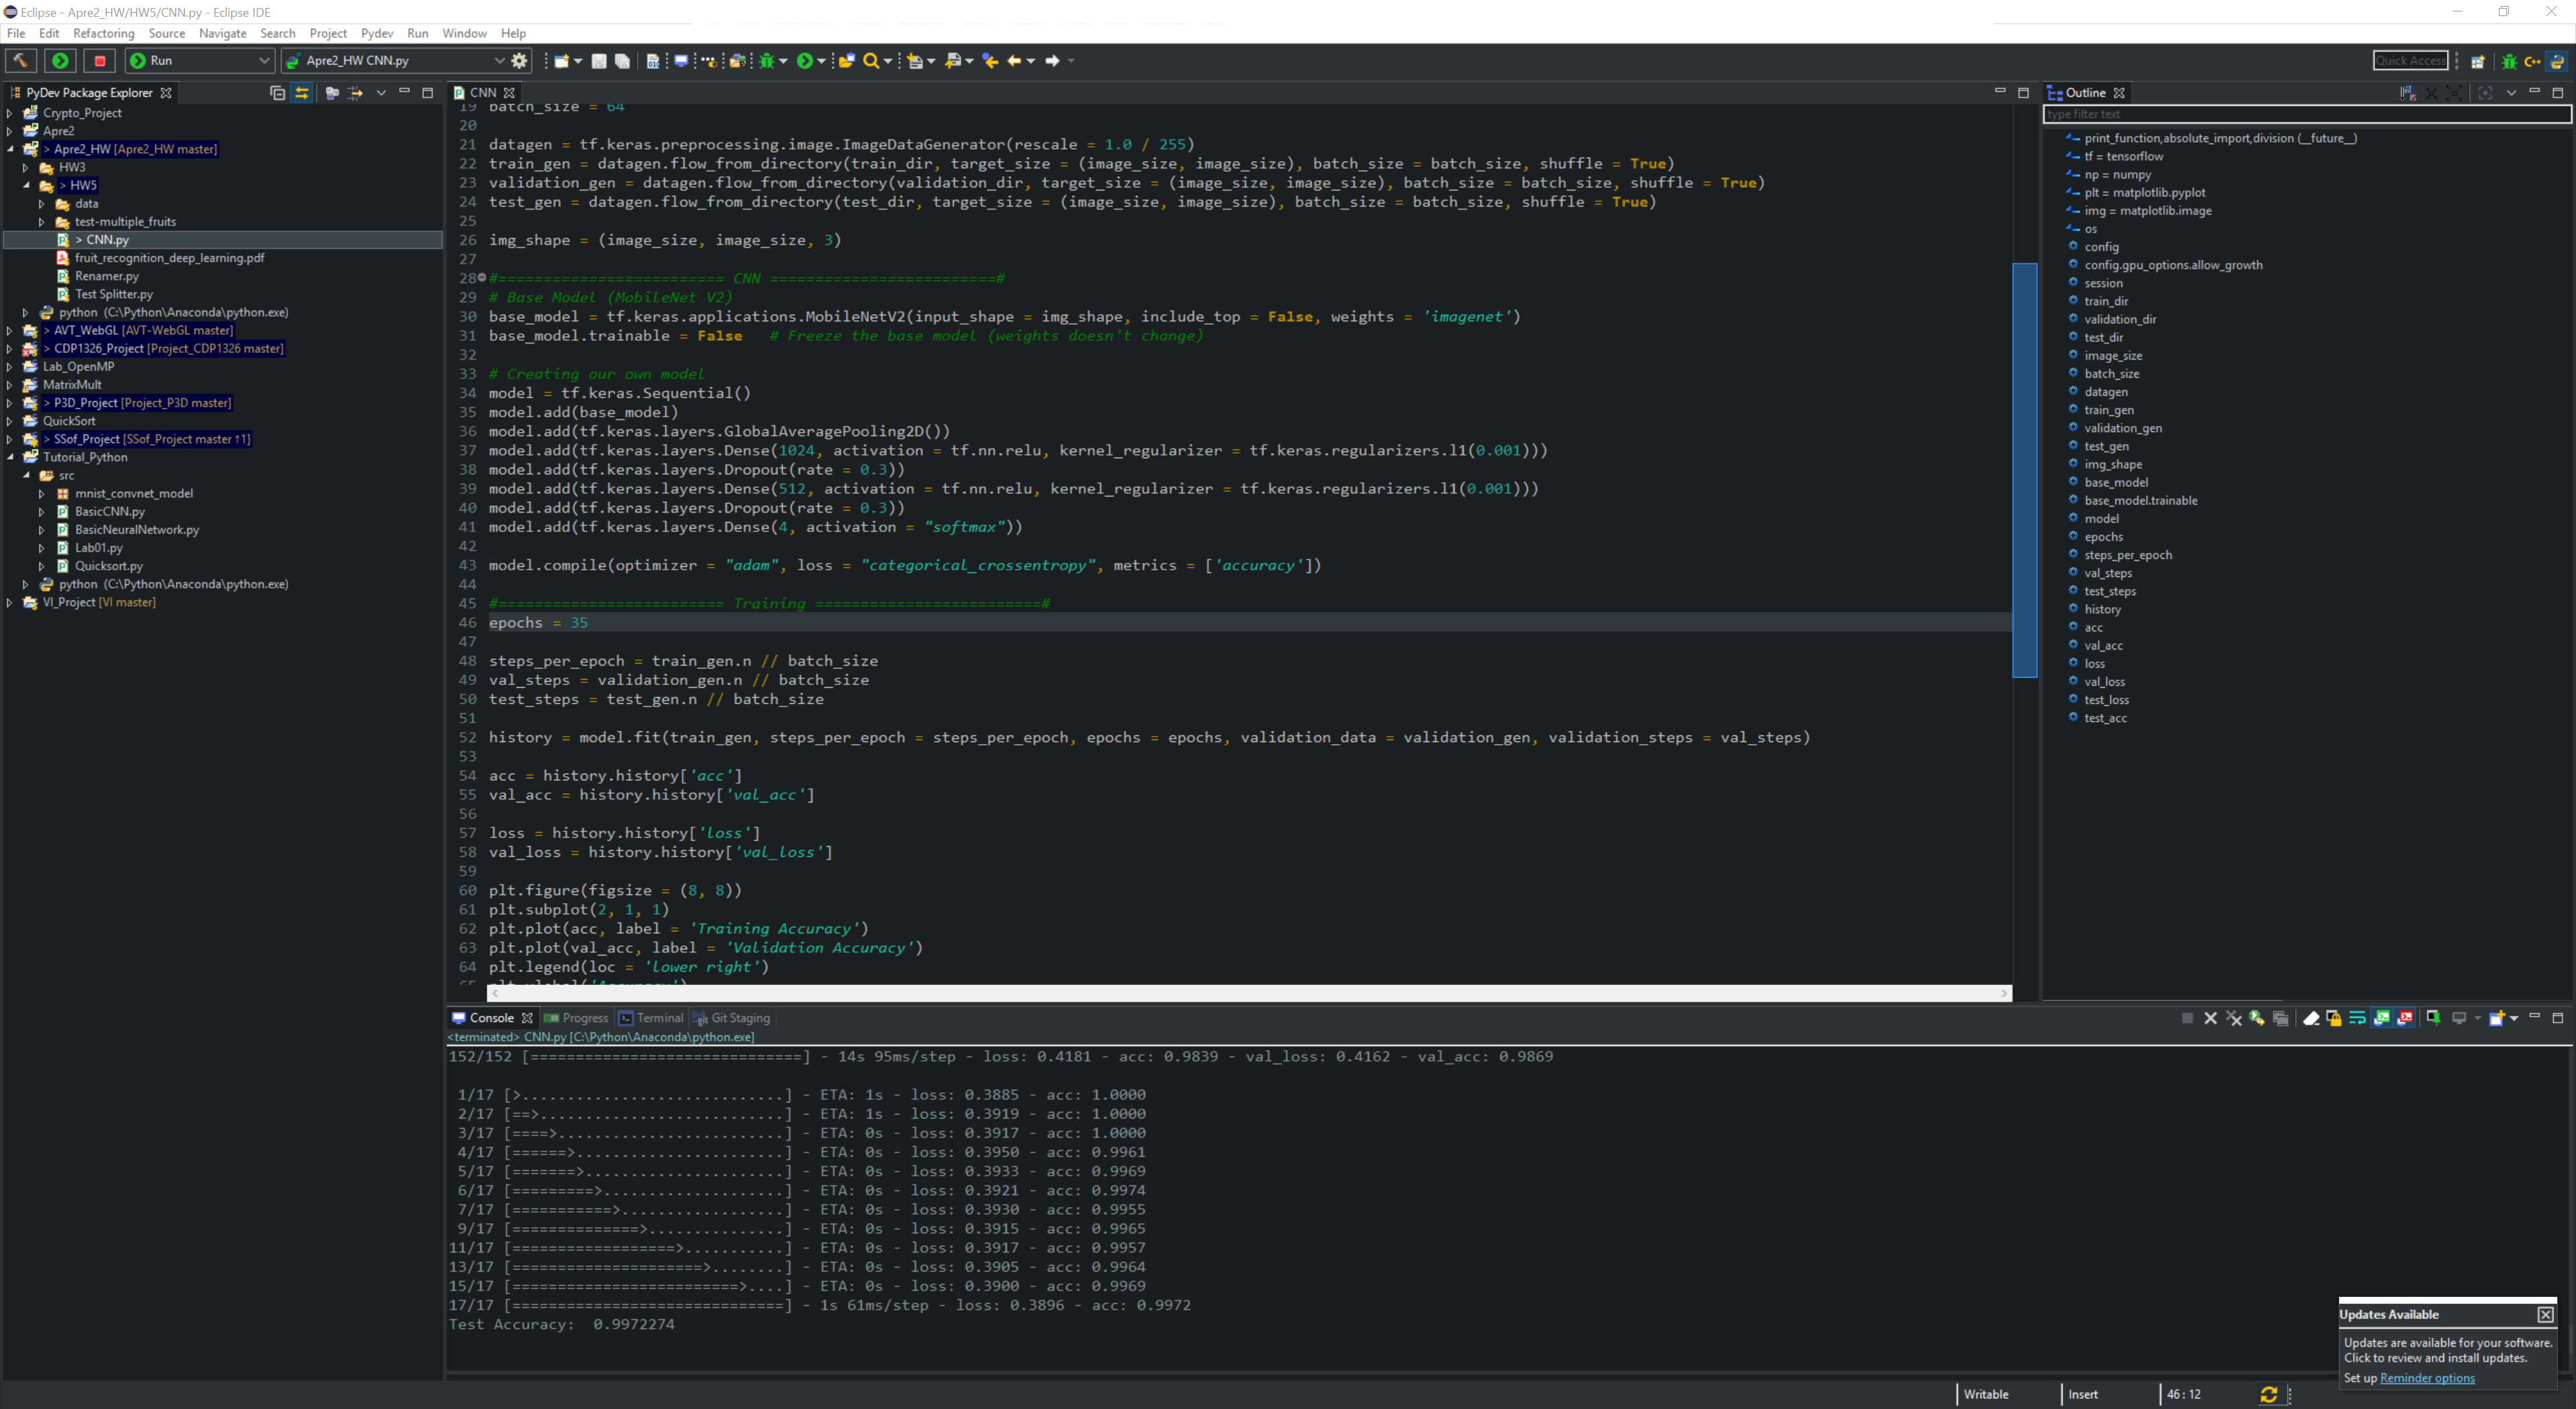 Eclipse - Apre2_HW/HW5/CNN.py - Eclipse IDE
File Edit Refactoring Source Navigate Search Project Pydev Run Window Help
Run
Apre2_HW CNN.py
Quick Access
PyDev Package Explorer
Crypto_Project
Apre2
> Apre2_HW [Apre2_HW master]
HW3
> HW5
data
test-multiple_fruits
> CNN.py
fruit_recognition_deep_learning.pdf
Renamer.py
Test Splitter.py
python (C:\Python\Anaconda\python.exe)
> AVT_WebGL [AVT-WebGL master]
> CDP1326_Project [Project_CDP1326 master]
Lab_OpenMP
MatrixMult
> P3D_Project [Project_P3D master]
QuickSort
> SSof_Project [SSof_Project master ↑1]
Tutorial_Python
src
mnist_convnet_model
BasicCNN.py
BasicNeuralNetwork.py
Lab01.py
Quicksort.py
python (C:\Python\Anaconda\python.exe)
VI_Project [VI master]
CNN
19 batch_size = 64
20
21 datagen = tf.keras.preprocessing.image.ImageDataGenerator(rescale = 1.0 / 255)
22 train_gen = datagen.flow_from_directory(train_dir, target_size = (image_size, image_size), batch_size = batch_size, shuffle = True)
23 validation_gen = datagen.flow_from_directory(validation_dir, target_size = (image_size, image_size), batch_size = batch_size, shuffle = True)
24 test_gen = datagen.flow_from_directory(test_dir, target_size = (image_size, image_size), batch_size = batch_size, shuffle = True)
25
26 img_shape = (image_size, image_size, 3)
27
28 #========================= CNN =========================#
29 # Base Model (MobileNet V2)
30 base_model = tf.keras.applications.MobileNetV2(input_shape = img_shape, include_top = False, weights = 'imagenet')
31 base_model.trainable = False # Freeze the base model (weights doesn't change)
32
33 # Creating our own model
34 model = tf.keras.Sequential()
35 model.add(base_model)
36 model.add(tf.keras.layers.GlobalAveragePooling2D())
37 model.add(tf.keras.layers.Dense(1024, activation = tf.nn.relu, kernel_regularizer = tf.keras.regularizers.l1(0.001)))
38 model.add(tf.keras.layers.Dropout(rate = 0.3))
39 model.add(tf.keras.layers.Dense(512, activation = tf.nn.relu, kernel_regularizer = tf.keras.regularizers.l1(0.001)))
40 model.add(tf.keras.layers.Dropout(rate = 0.3))
41 model.add(tf.keras.layers.Dense(4, activation = "softmax"))
42
43 model.compile(optimizer = "adam", loss = "categorical_crossentropy", metrics = ['accuracy'])
44
45 #========================= Training =========================#
46 epochs = 35
47
48 steps_per_epoch = train_gen.n // batch_size
49 val_steps = validation_gen.n // batch_size
50 test_steps = test_gen.n // batch_size
51
52 history = model.fit(train_gen, steps_per_epoch = steps_per_epoch, epochs = epochs, validation_data = validation_gen, validation_steps = val_steps)
53
54 acc = history.history['acc']
55 val_acc = history.history['val_acc']
56
57 loss = history.history['loss']
58 val_loss = history.history['val_loss']
59
60 plt.figure(figsize = (8, 8))
61 plt.subplot(2, 1, 1)
62 plt.plot(acc, label = 'Training Accuracy')
63 plt.plot(val_acc, label = 'Validation Accuracy')
64 plt.legend(loc = 'lower right')
Outline
type filter text
print_function,absolute_import,division (__future__)
tf = tensorflow
np = numpy
plt = matplotlib.pyplot
img = matplotlib.image
os
config
config.gpu_options.allow_growth
session
train_dir
validation_dir
test_dir
image_size
batch_size
datagen
train_gen
validation_gen
test_gen
img_shape
base_model
base_model.trainable
model
epochs
steps_per_epoch
val_steps
test_steps
history
acc
val_acc
loss
val_loss
test_loss
test_acc
Console Progress Terminal Git Staging
<terminated> CNN.py [C:\Python\Anaconda\python.exe]
152/152 [==============================] - 14s 95ms/step - loss: 0.4181 - acc: 0.9839 - val_loss: 0.4162 - val_acc: 0.9869
1/17 [>.............................] - ETA: 1s - loss: 0.3885 - acc: 1.0000
2/17 [==>...........................] - ETA: 1s - loss: 0.3919 - acc: 1.0000
3/17 [====>.........................] - ETA: 0s - loss: 0.3917 - acc: 1.0000
4/17 [======>.......................] - ETA: 0s - loss: 0.3950 - acc: 0.9961
5/17 [=======>......................] - ETA: 0s - loss: 0.3933 - acc: 0.9969
6/17 [=========>....................] - ETA: 0s - loss: 0.3921 - acc: 0.9974
7/17 [===========>..................] - ETA: 0s - loss: 0.3930 - acc: 0.9955
9/17 [==============>...............] - ETA: 0s - loss: 0.3915 - acc: 0.9965
11/17 [==================>...........] - ETA: 0s - loss: 0.3917 - acc: 0.9957
13/17 [=====================>........] - ETA: 0s - loss: 0.3905 - acc: 0.9964
15/17 [=========================>....] - ETA: 0s - loss: 0.3900 - acc: 0.9969
17/17 [==============================] - 1s 61ms/step - loss: 0.3896 - acc: 0.9972
Test Accuracy: 0.9972274
Updates Available
Updates are available for your software.
Click to review and install updates.
Set up Reminder options
Writable Insert 46 : 12